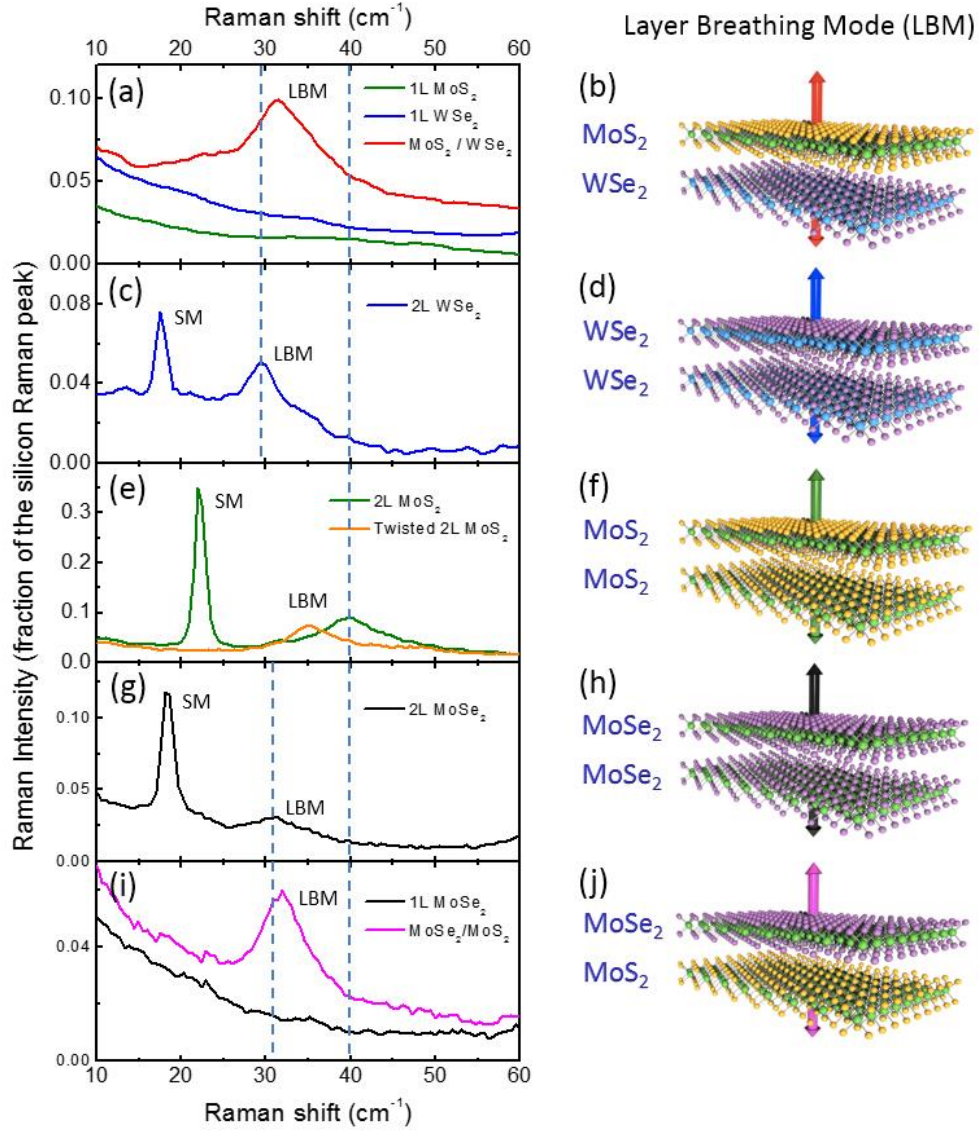 Raman shift (cm⁻¹)
10 20 30 40 50 60
Layer Breathing Mode (LBM)
Raman Intensity (fraction of the silicon Raman peak)
(a)
LBM
1L MoS₂
1L WSe₂
MoS₂ / WSe₂
0.10
0.05
0.00
(b)
MoS₂
WSe₂
(c)
SM
LBM
2L WSe₂
0.08
0.04
0.00
(d)
WSe₂
WSe₂
(e)
SM
LBM
2L MoS₂
Twisted 2L MoS₂
0.3
0.2
0.1
0.0
(f)
MoS₂
MoS₂
(g)
SM
LBM
2L MoSe₂
0.10
0.05
0.00
(h)
MoSe₂
MoSe₂
(i)
LBM
1L MoSe₂
MoSe₂/MoS₂
0.04
0.00
(j)
MoSe₂
MoS₂
10 20 30 40 50 60
Raman shift (cm⁻¹)